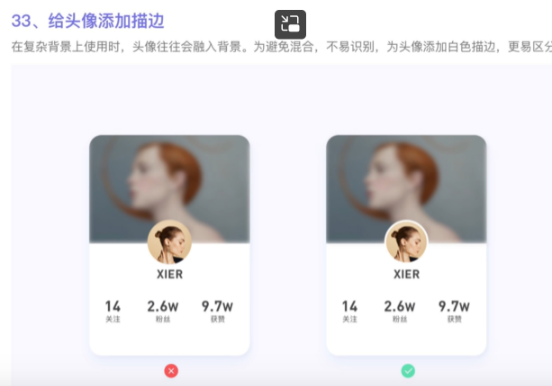 33、给头像添加描边
在复杂背景上使用时，头像往往会融入背景。为避免混合，不易识别，为头像添加白色描边，更易区分
XIER
14 2.6w 9.7w
关注 粉丝 获赞
XIER
14 2.6w 9.7w
关注 粉丝 获赞